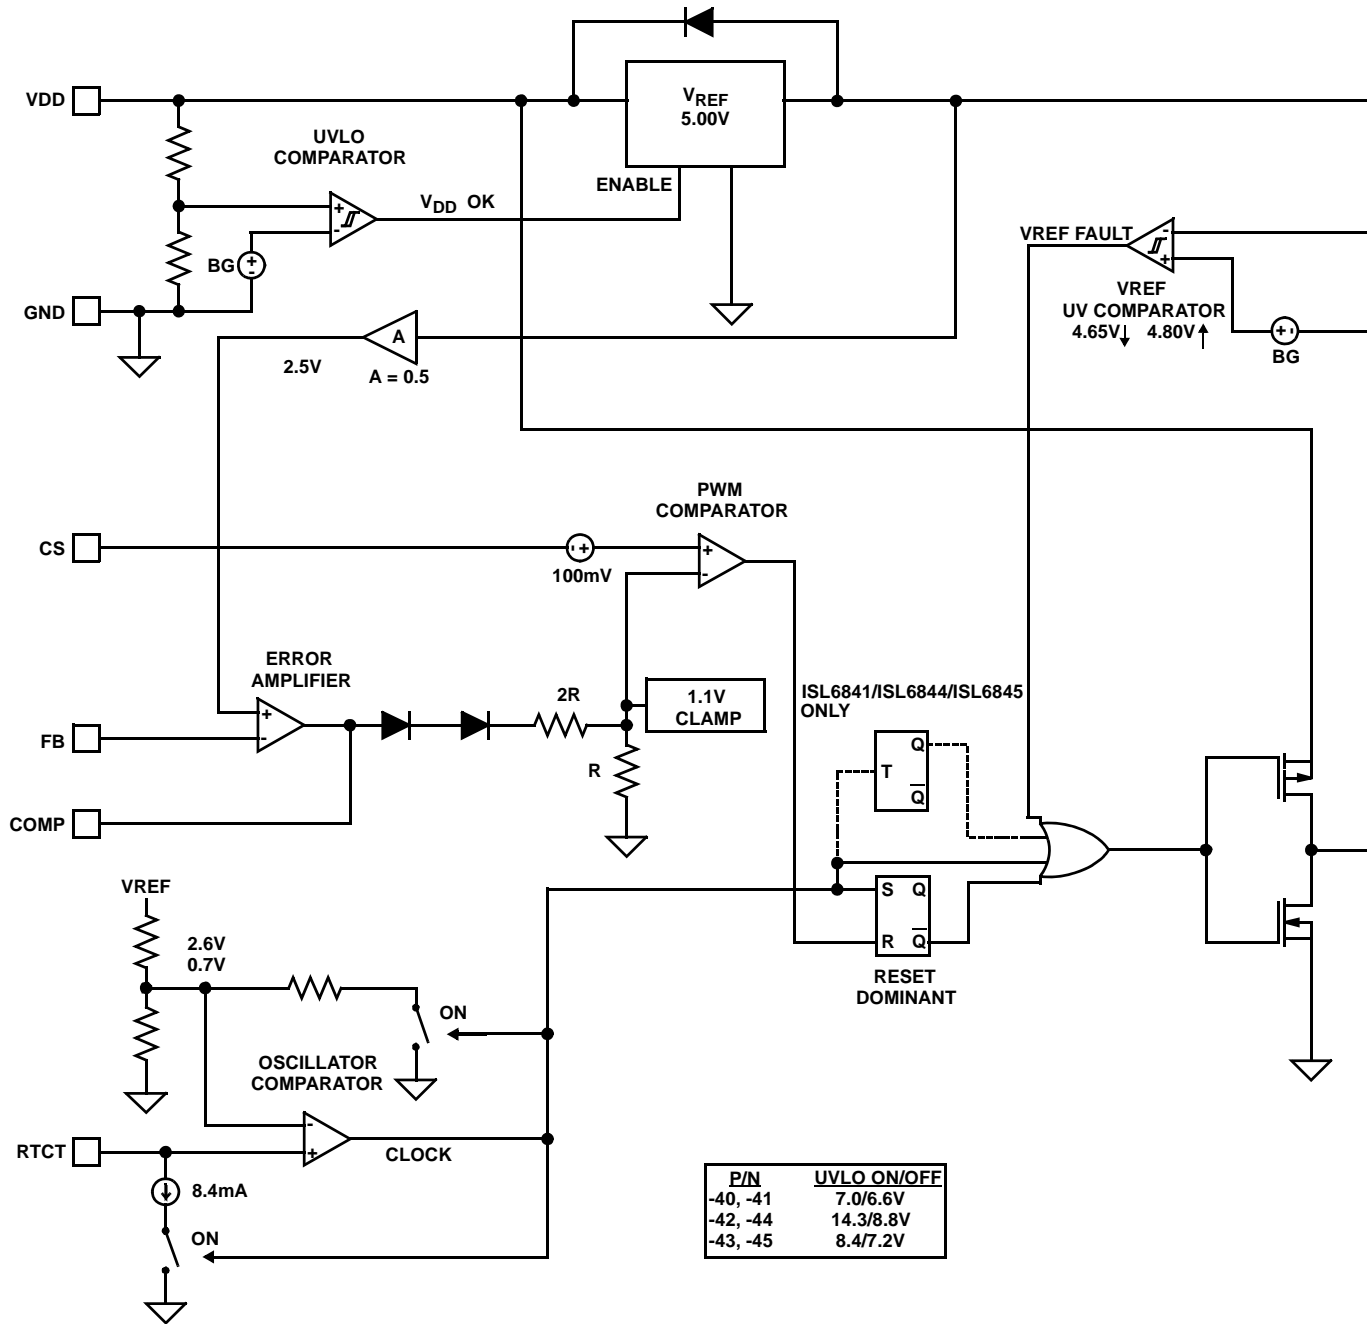 VDD
UVLO
COMPARATOR
VREF
5.00V
ENABLE
VDD OK
+
-
BG
+
-
GND
VREF FAULT
-
+
VREF
UV COMPARATOR
4.65V↓ 4.80V↑
+ -
BG
A
2.5V
A = 0.5
PWM
COMPARATOR
CS
- +
100mV
+
-
ERROR
AMPLIFIER
+
-
FB
COMP
2R
R
1.1V
CLAMP
ISL6841/ISL6844/ISL6845
ONLY
Q
T
Q̅
S Q
R Q̅
RESET
DOMINANT
VREF
2.6V
0.7V
ON
OSCILLATOR
COMPARATOR
-
+
RTCT
CLOCK
8.4mA
ON
P/N UVLO ON/OFF
-40, -41 7.0/6.6V
-42, -44 14.3/8.8V
-43, -45 8.4/7.2V